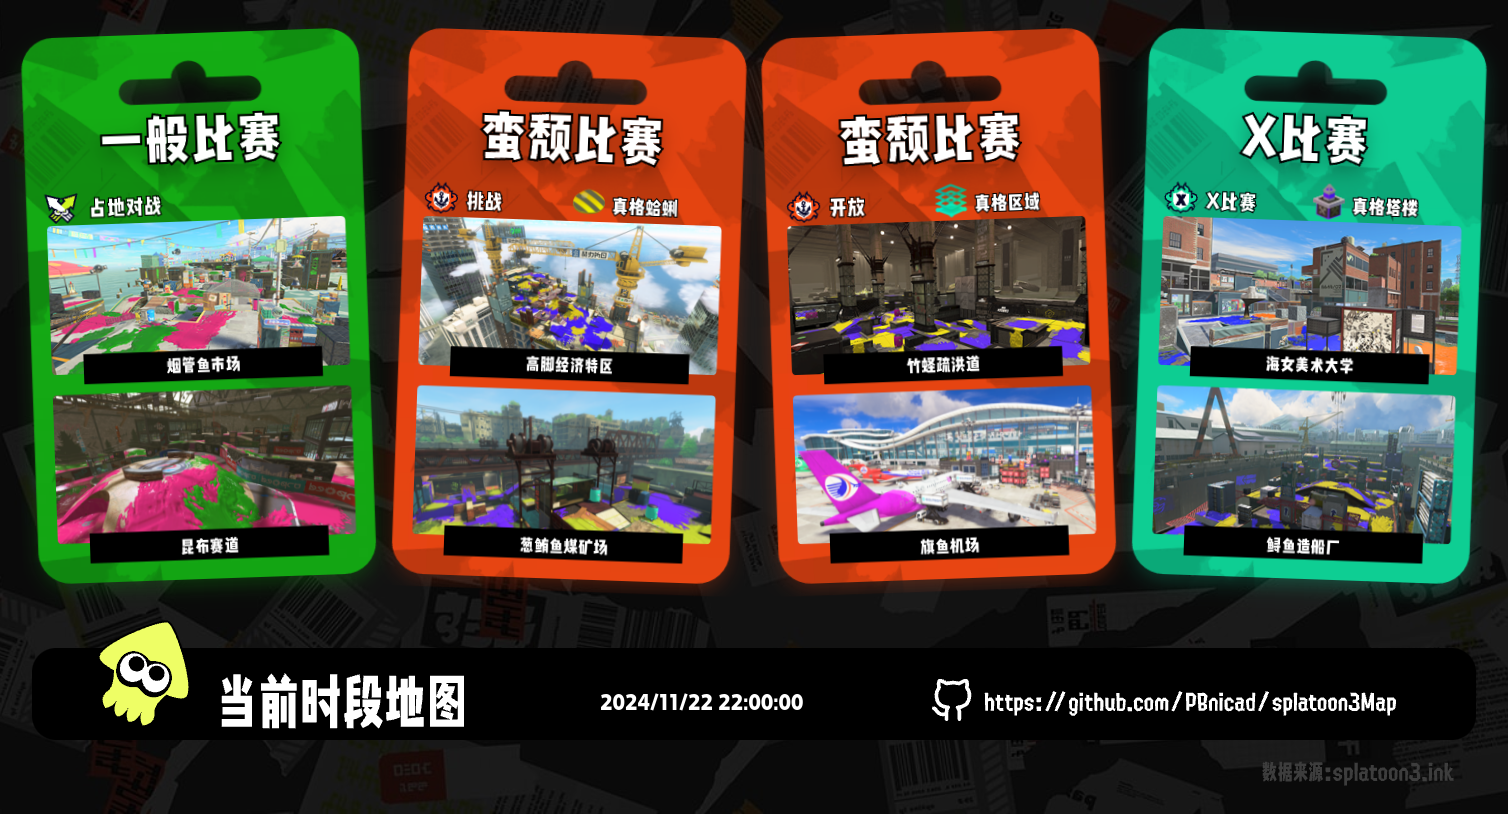 一般比赛
占地对战
烟管鱼市场
昆布赛道
蛮颓比赛
挑战
真格蛤蜊
高脚经济特区
葱鲔鱼煤矿场
蛮颓比赛
开放
真格区域
竹蛏疏洪道
旗鱼机场
X比赛
X比赛
真格塔楼
海女美术大学
鲟鱼造船厂
当前时段地图
2024/11/22 22:00:00
https://github.com/PBnicad/splatoon3Map
数据来源:splatoon3.ink